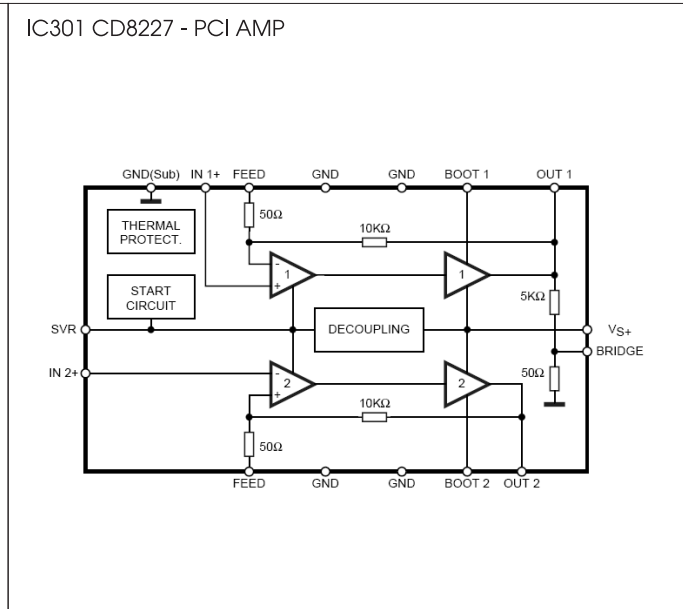 IC301 CD8227 - PCI AMP
GND(Sub) IN 1+ FEED GND GND BOOT 1 OUT 1
THERMAL
PROTECT.
50Ω
10KΩ
-
+
1
1
START
CIRCUIT
5KΩ
SVR
DECOUPLING
VS+
BRIDGE
IN 2+
-
+
2
2
50Ω
10KΩ
50Ω
FEED GND GND BOOT 2 OUT 2